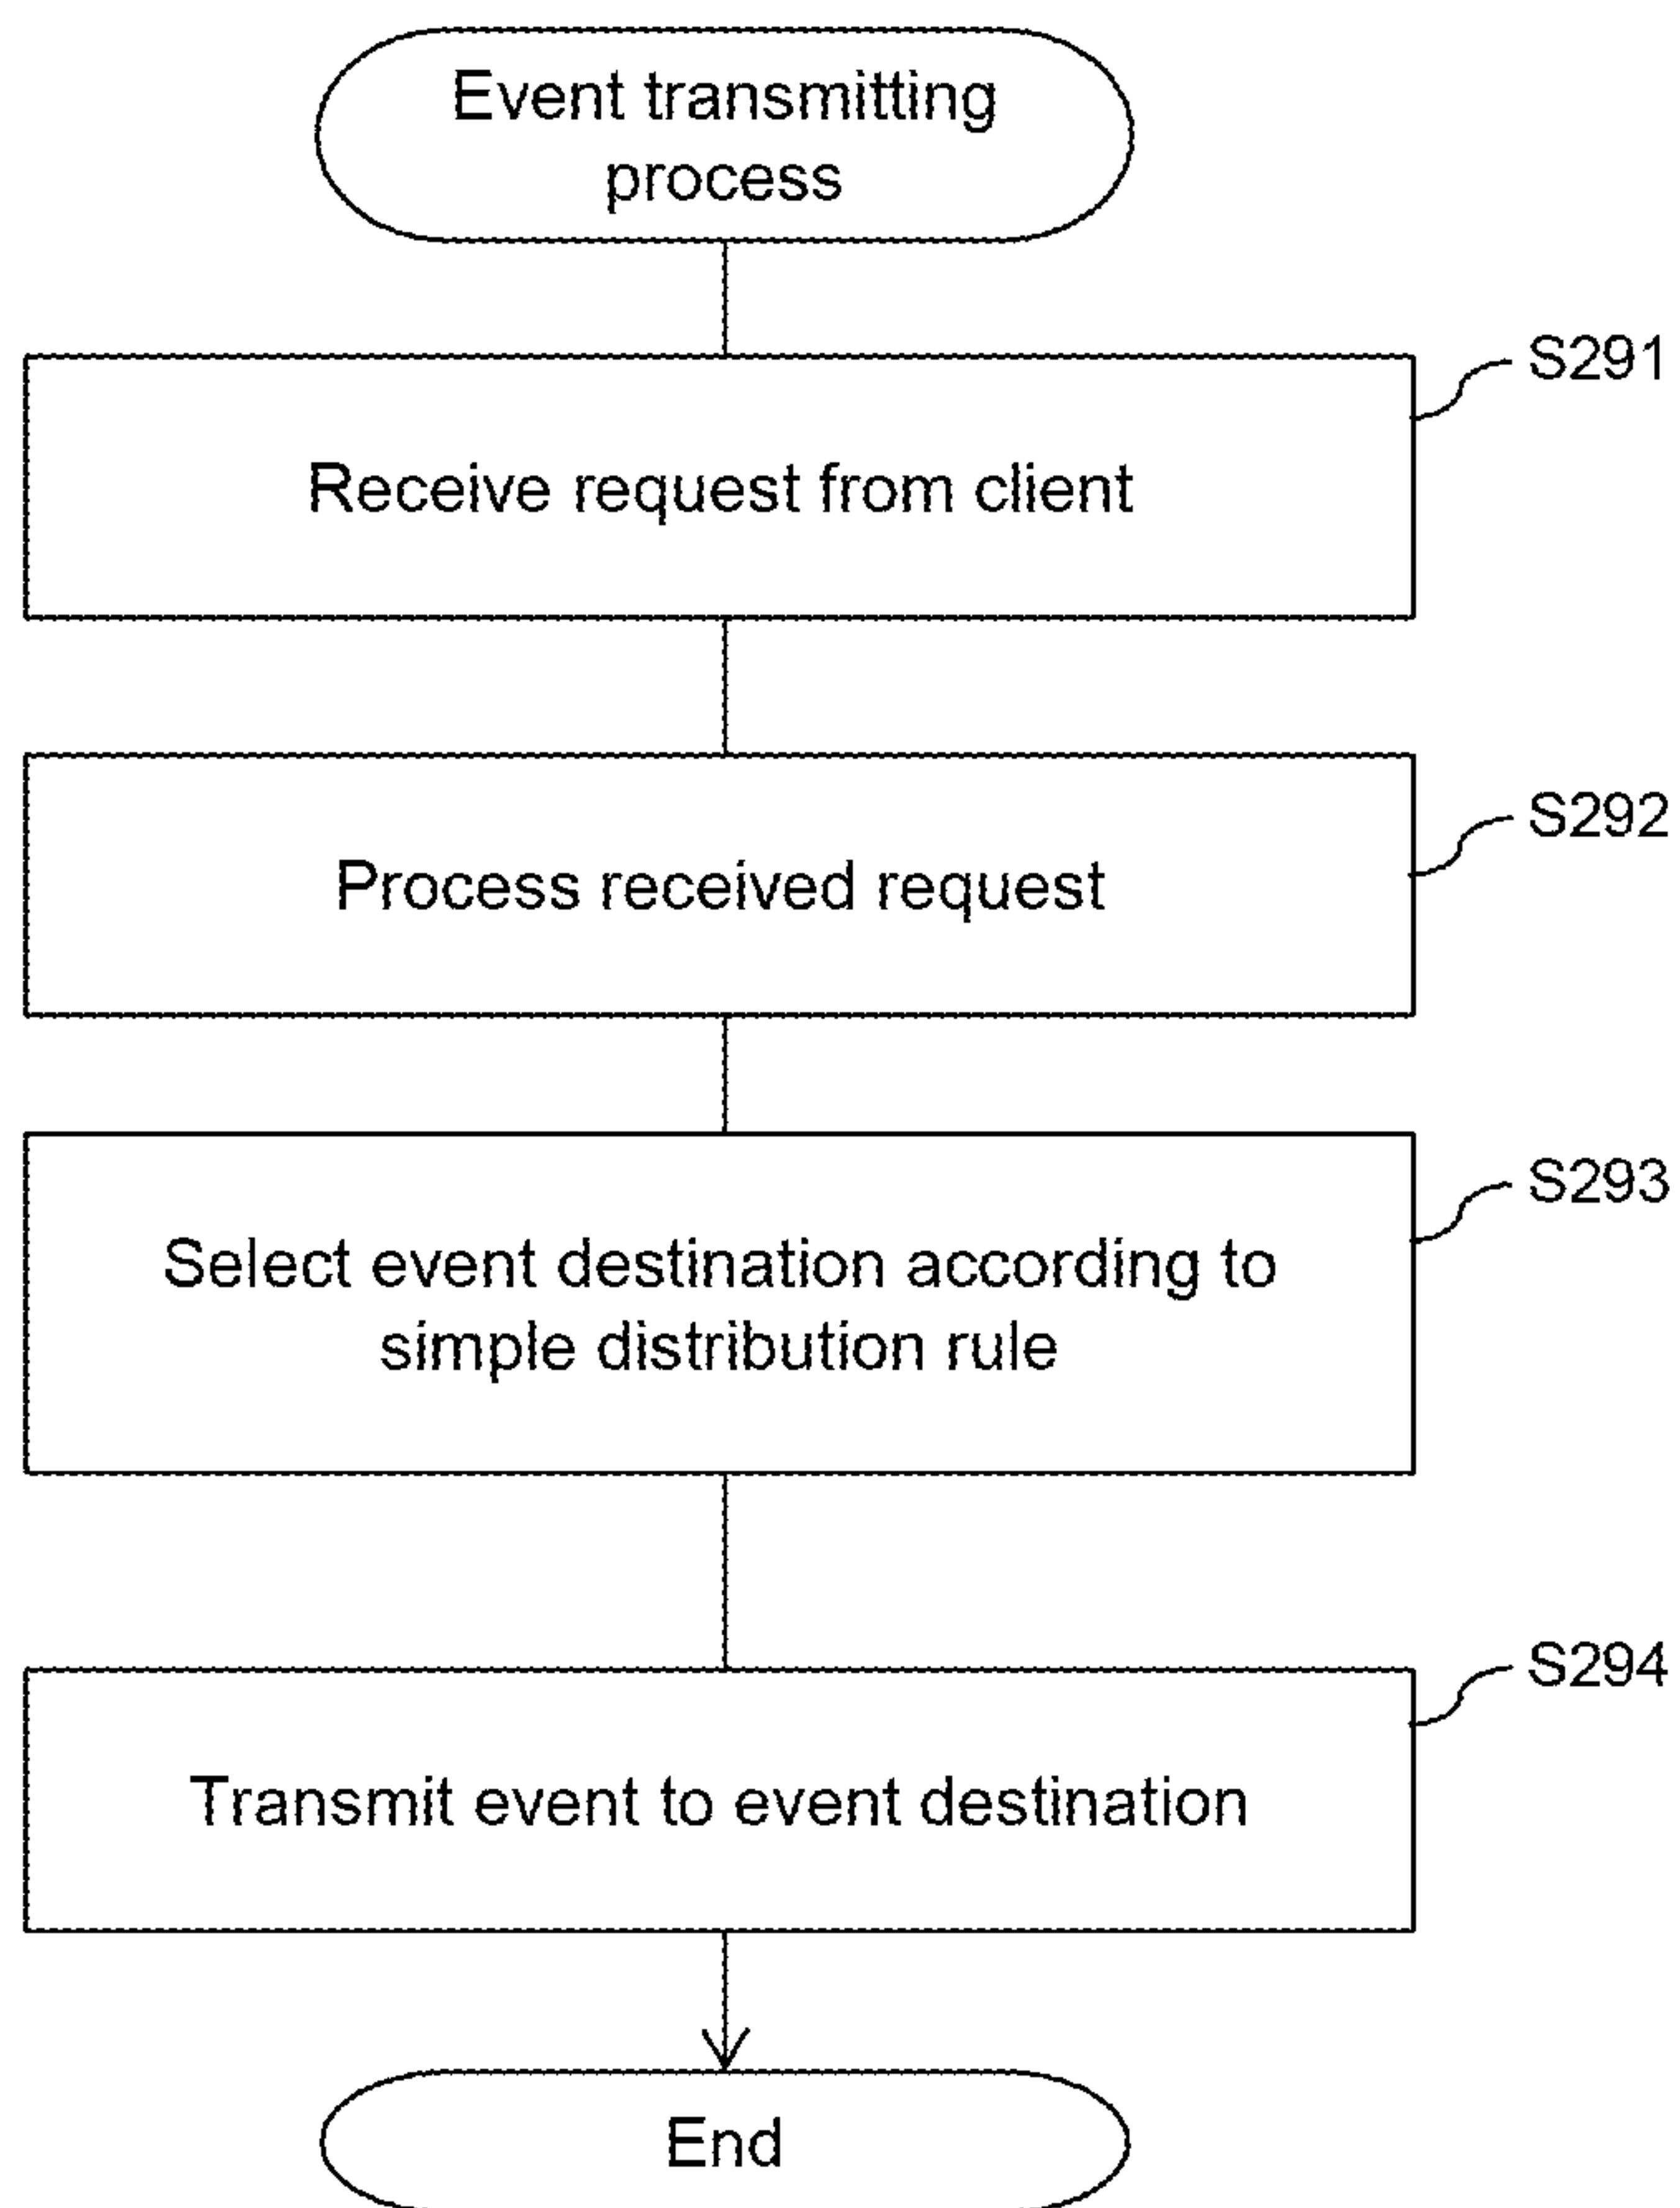 Event transmitting
process
S291
Receive request from client
S292
Process received request
S293
Select event destination according to
simple distribution rule
S294
Transmit event to event destination
End